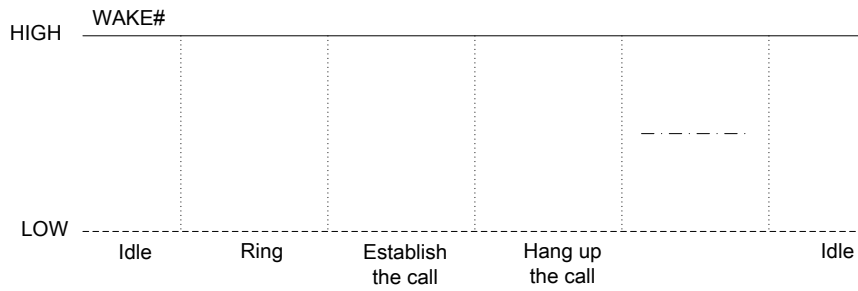 WAKE#
HIGH
LOW
Idle
Ring
Establish
the call
Hang up
the call
Idle